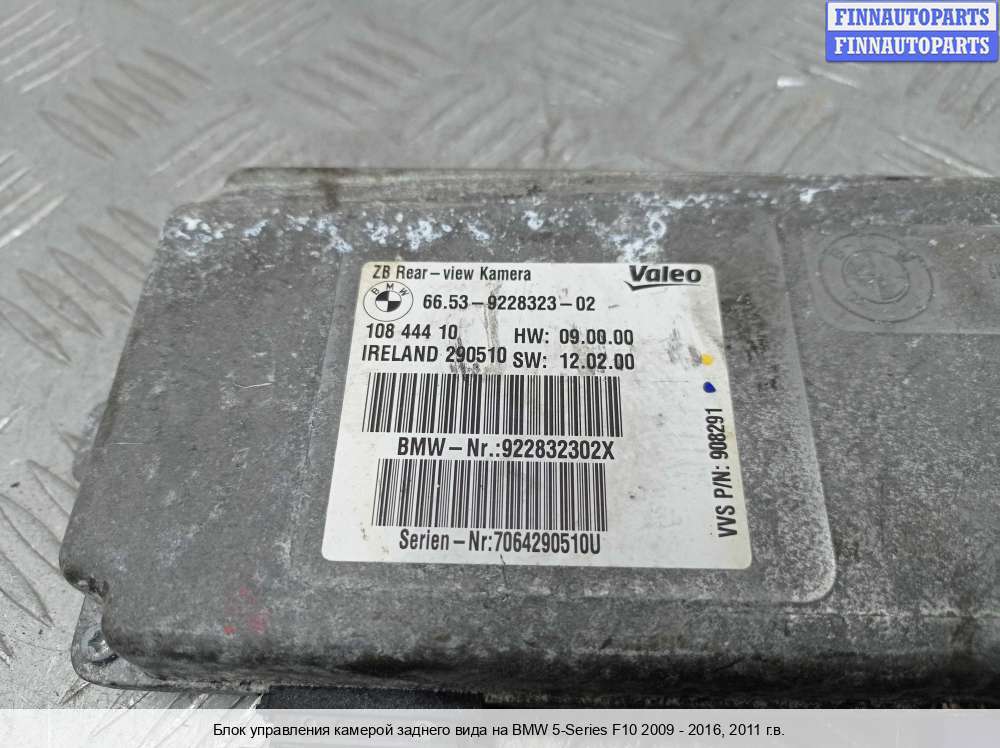 FINNAUTOPARTS
FINNAUTOPARTS
ZB Rear-view Kamera
Valeo
BMW
66.53-9228323-02
108 444 10
HW: 09.00.00
IRELAND 290510
SW: 12.02.00
BMW-Nr.:922832302X
Serien-Nr:7064290510U
VVS P/N: 908291
Блок управления камерой заднего вида на BMW 5-Series F10 2009 - 2016, 2011 г.в.